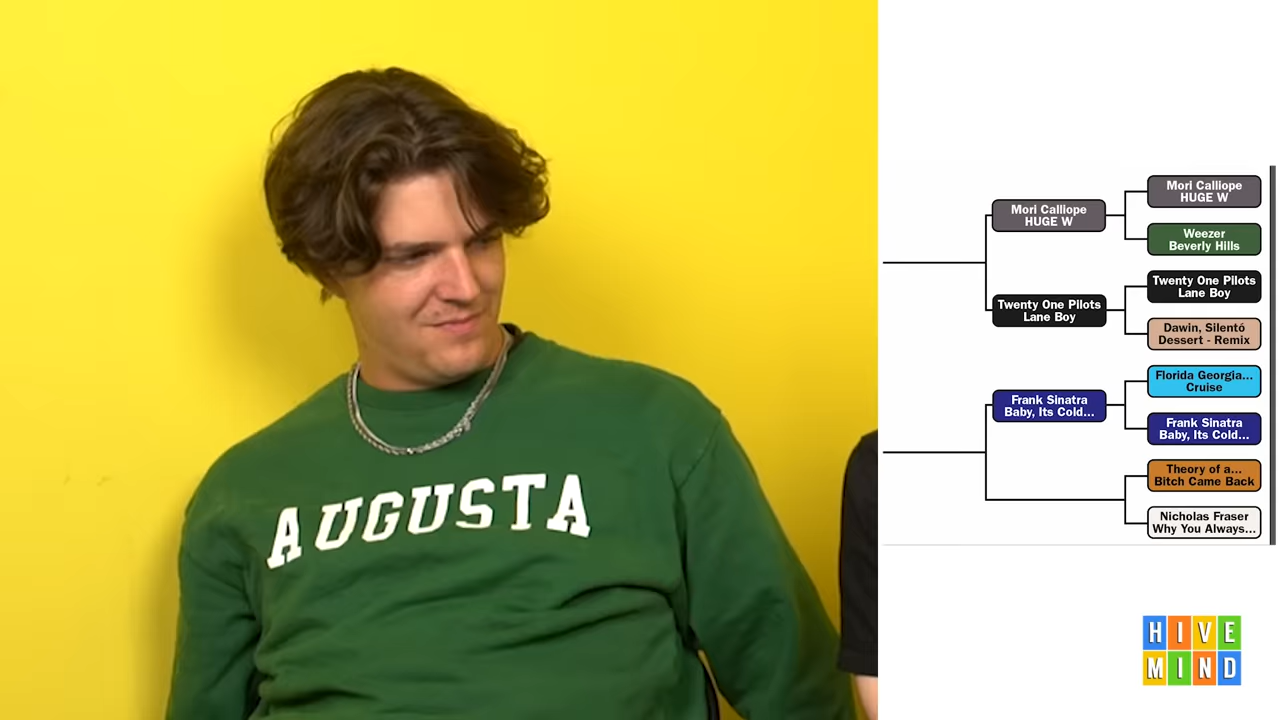 AUGUSTA
Mori Calliope
HUGE W
Twenty One Pilots
Lane Boy
Frank Sinatra
Baby, Its Cold...
Mori Calliope
HUGE W
Weezer
Beverly Hills
Twenty One Pilots
Lane Boy
Dawin, Silentó
Dessert - Remix
Florida Georgia...
Cruise
Frank Sinatra
Baby, Its Cold...
Theory of a...
Bitch Came Back
Nicholas Fraser
Why You Always...
HIVE
MIND